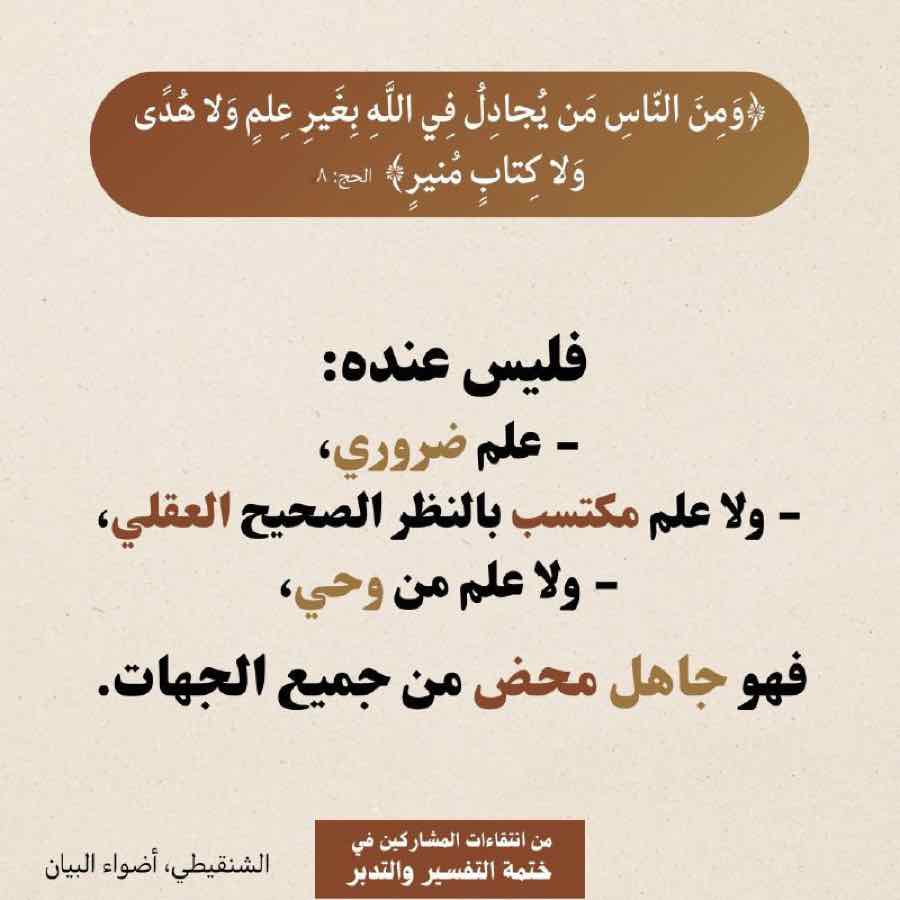 ﴿وَمِنَ النّاسِ مَن يُجادِلُ فِي اللَّهِ بِغَيرِ عِلمٍ وَلا هُدًى
وَلا كِتابٍ مُنيرٍ﴾ الحج: ٨
فليس عنده:
- علم ضروري،
- ولا علم مكتسب بالنظر الصحيح العقلي،
- ولا علم من وحي،
فهو جاهل محض من جميع الجهات.
من انتقاءات المشاركين في
ختمة التفسير والتدبر
الشنقيطي، أضواء البيان